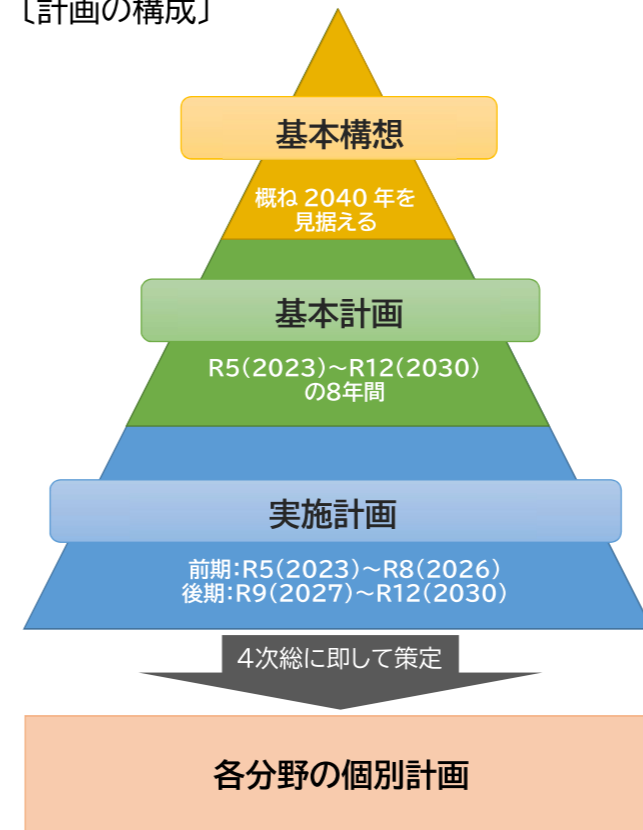 〔計画の構成〕
基本構想
概ね 2040 年を
見据える
基本計画
R5(2023)~R12(2030)
の8年間
実施計画
前期:R5(2023)~R8(2026)
後期:R9(2027)~R12(2030)
4次総に即して策定
各分野の個別計画